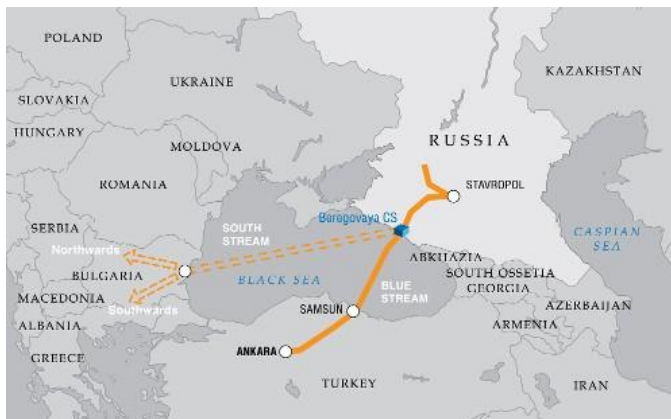 POLAND
UKRAINE
KAZAKHSTAN
SLOVAKIA
HUNGARY
MOLDOVA
RUSSIA
ROMANIA
STAVROPOL
SERBIA
SOUTH
STREAM
Beregovaya CS
CASPIAN
SEA
Northwards
BULGARIA
BLACK SEA
ABKHAZIA
SOUTH OSSETIA
GEORGIA
BLUE
STREAM
MACEDONIA
Southwards
SAMSUN
AZERBAIJAN
ALBANIA
ARMENIA
GREECE
ANKARA
TURKEY
IRAN